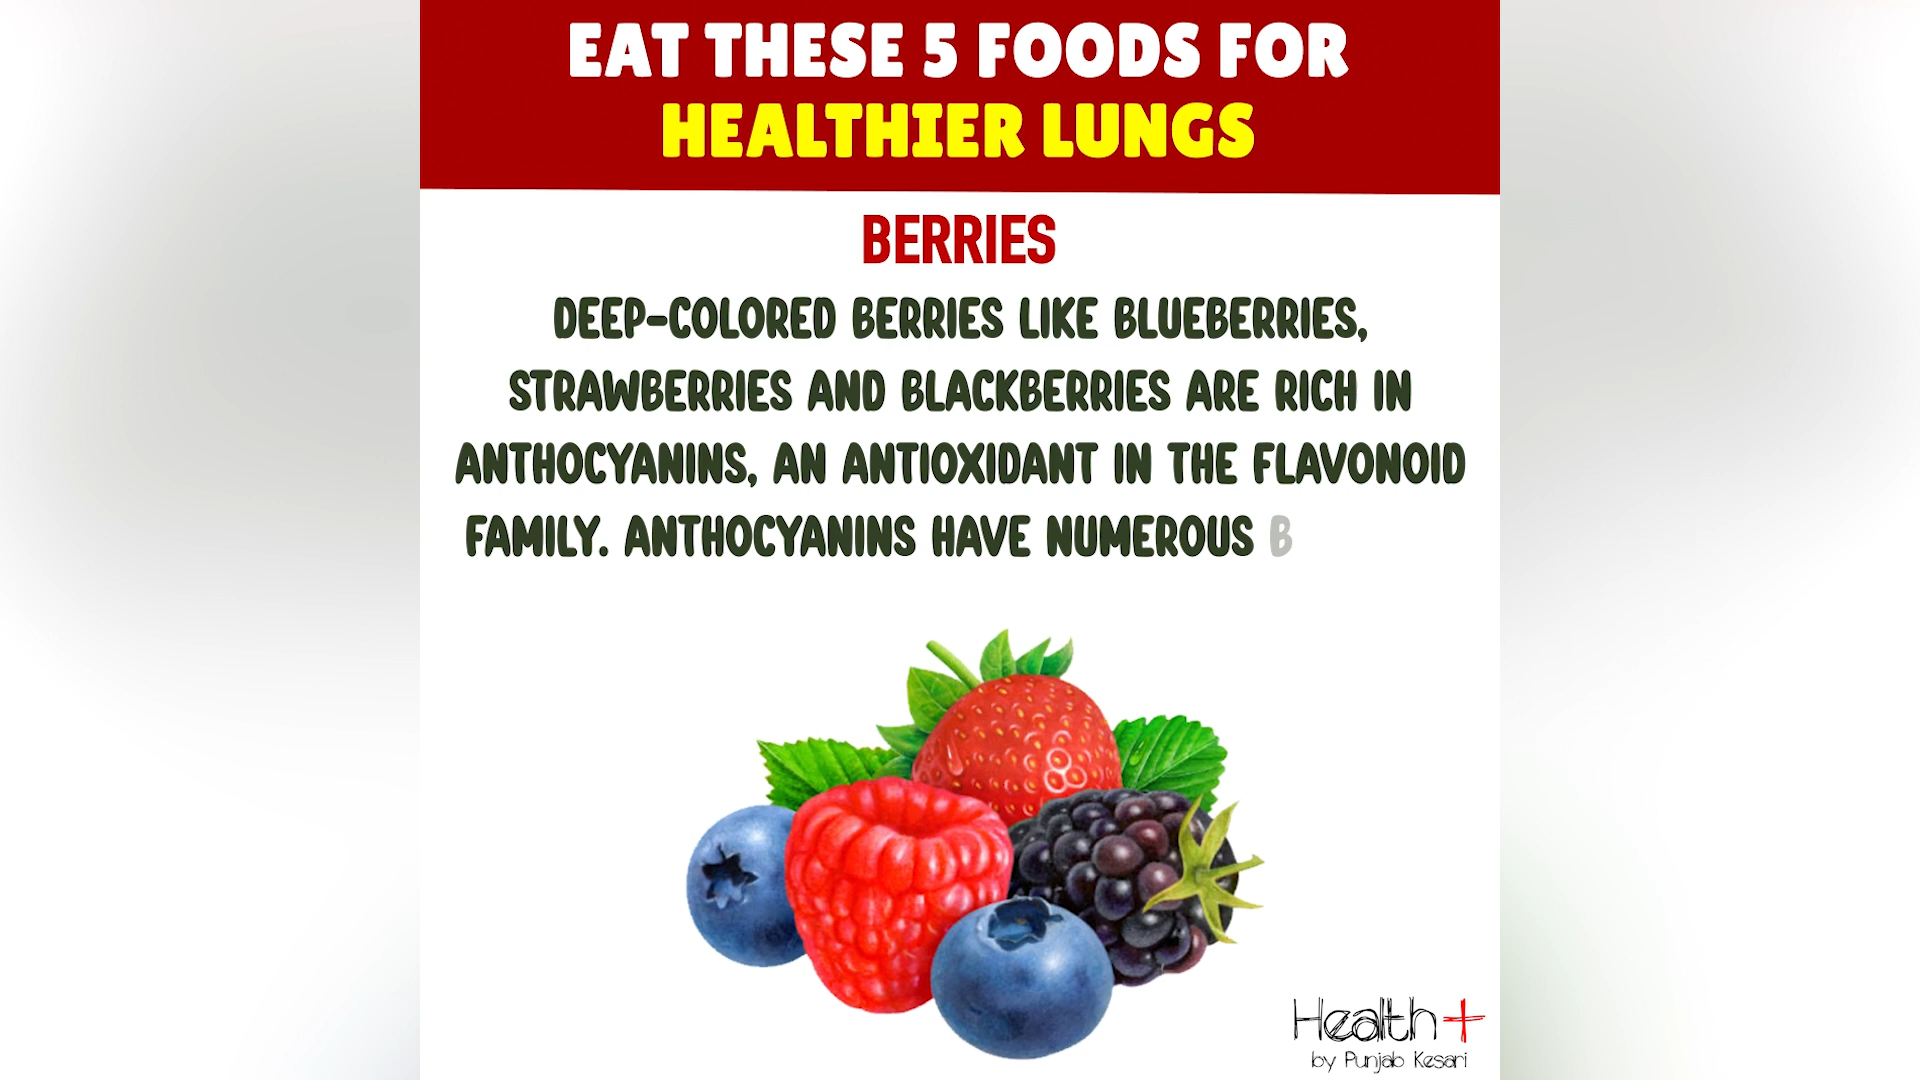 EAT THESE 5 FOODS FOR
HEALTHIER LUNGS
BERRIES
DEEP-COLORED BERRIES LIKE BLUEBERRIES,
STRAWBERRIES AND BLACKBERRIES ARE RICH IN
ANTHOCYANINS, AN ANTIOXIDANT IN THE FLAVONOID
FAMILY. ANTHOCYANINS HAVE NUMEROUS B
Health+
by Punjab Kesari